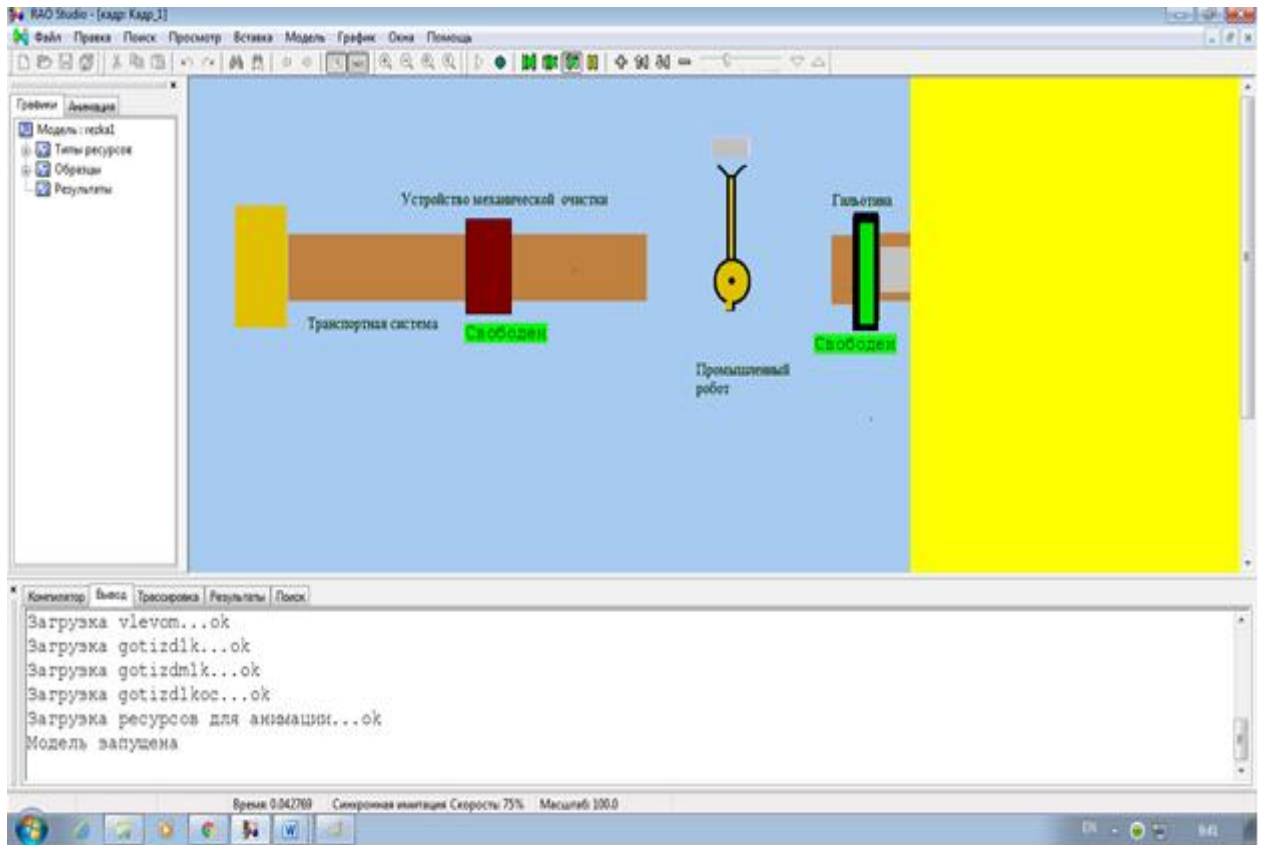 RAO Studio - [кадр: Кадр_1]
Файл Правка Поиск Просмотр Вставка Модель График Окна Помощь
Графики Анимация
Модель : rezka1
Типы ресурсов
Образцы
Результаты
Устройство механической очистки
Гильотина
Транспортная система
Свободен
Свободен
Промышленный
робот
Компилятор Вывод Трассировка Результаты Поиск
Загрузка vlevom...ok
Загрузка gotizd1k...ok
Загрузка gotizdm1k...ok
Загрузка gotizd1koc...ok
Загрузка ресурсов для анимации...ok
Модель запущена
Время: 0.042769 Синхронная имитация Скорость: 75% Масштаб: 100.0
EN 9:41